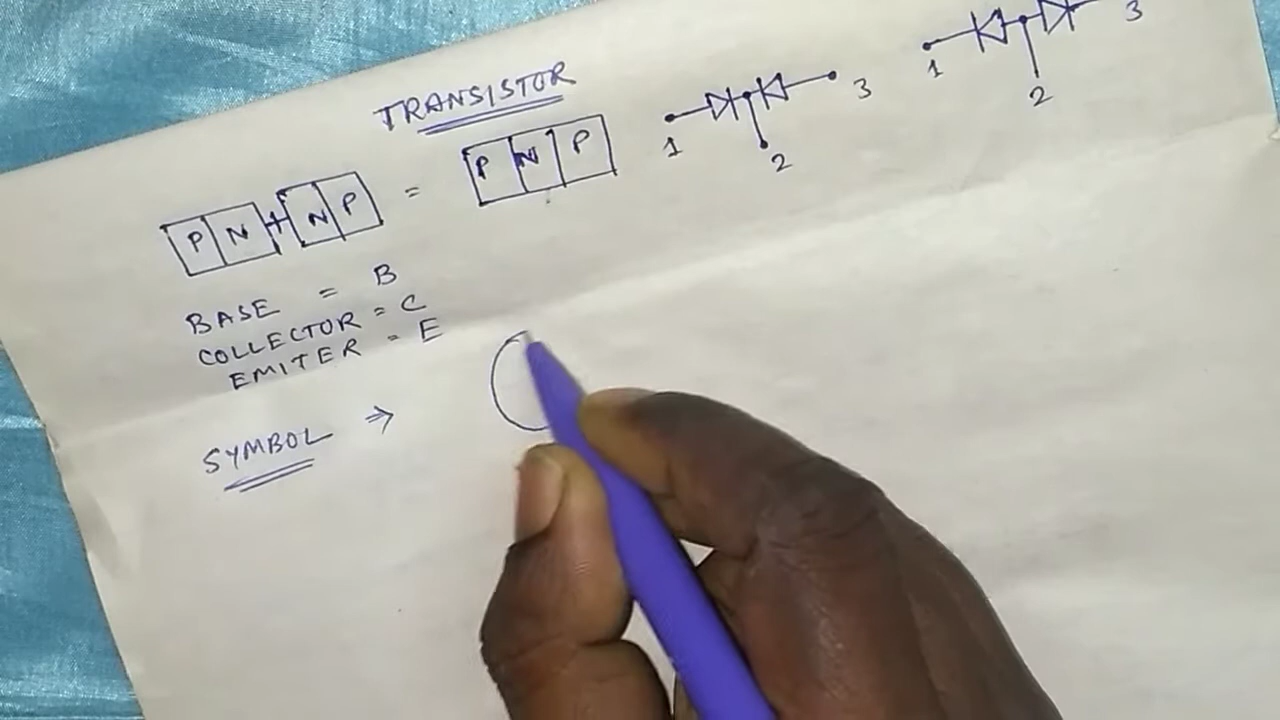 TRANSISTOR
P N + N P = P N P
1 2 3
1 2 3
BASE = B
COLLECTOR = C
EMITER = E
SYMBOL ⇒